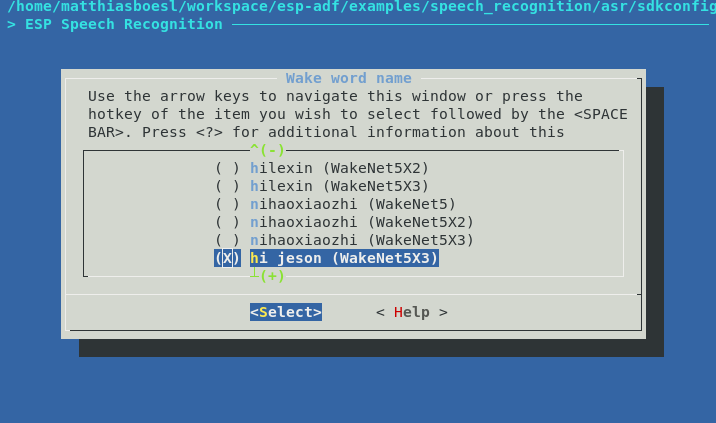 /home/matthiasboesl/workspace/esp-adf/examples/speech_recognition/asr/sdkconfig
> ESP Speech Recognition
Wake word name
Use the arrow keys to navigate this window or press the
hotkey of the item you wish to select followed by the <SPACE
BAR>. Press <?> for additional information about this
^(-)
( ) hilexin (WakeNet5X2)
( ) hilexin (WakeNet5X3)
( ) nihaoxiaozhi (WakeNet5)
( ) nihaoxiaozhi (WakeNet5X2)
( ) nihaoxiaozhi (WakeNet5X3)
(X) hi jeson (WakeNet5X3)
┴(+)
<Select> < Help >